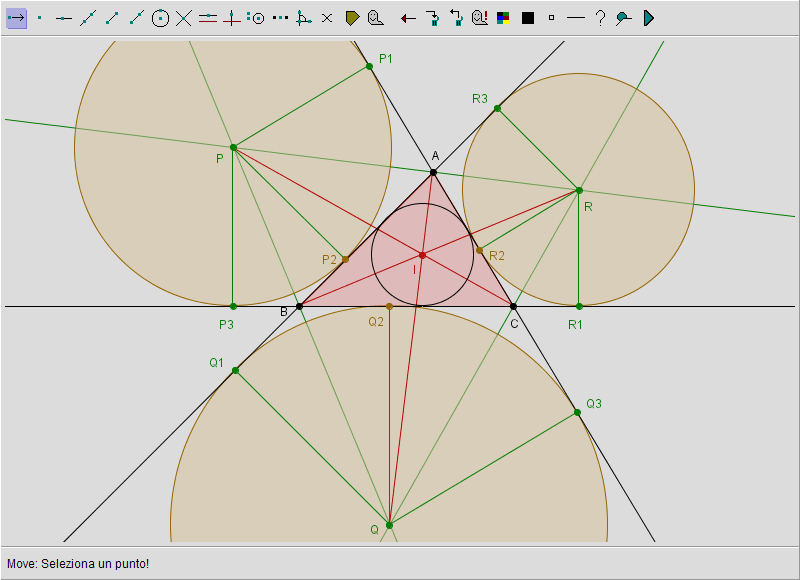 P1
R3
A
P
R
P2
R2
I
B
C
P3
Q2
R1
Q1
Q3
Q
Move: Seleziona un punto!